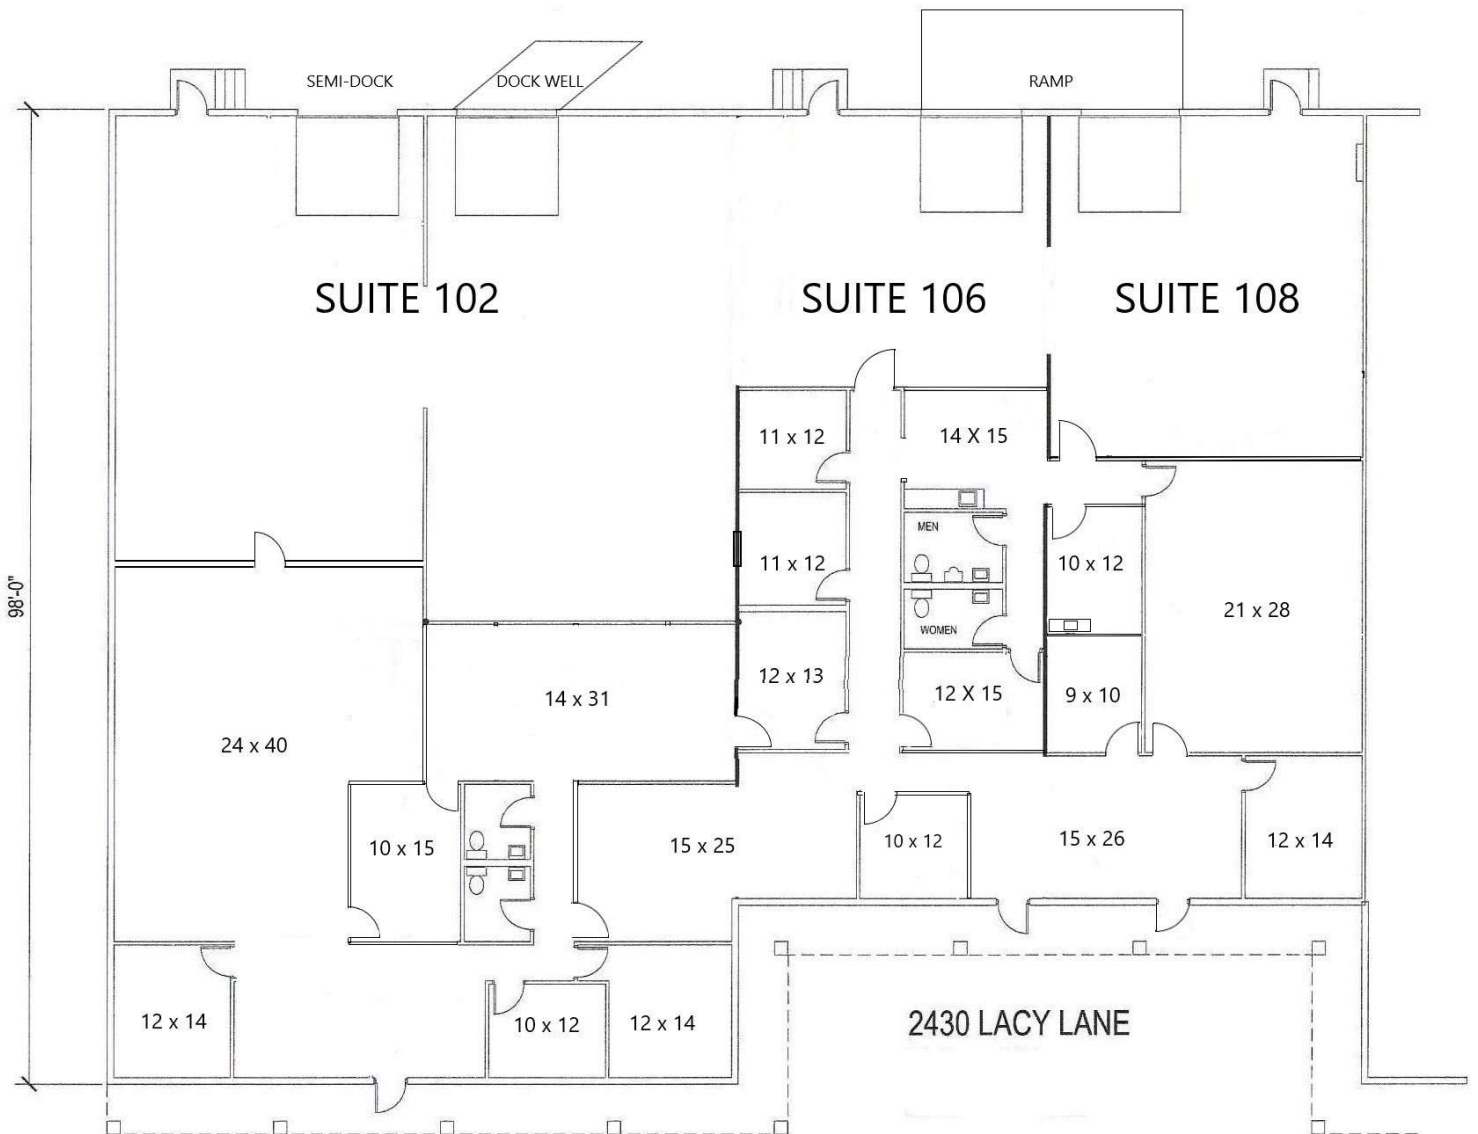 SEMI-DOCK
DOCK WELL
RAMP
SUITE 102
SUITE 106
SUITE 108
11 x 12
14 X 15
MEN
11 x 12
10 x 12
98'-0"
21 x 28
WOMEN
12 x 13
12 X 15
9 x 10
14 x 31
24 x 40
10 x 15
15 x 25
10 x 12
15 x 26
12 x 14
12 x 14
10 x 12
12 x 14
2430 LACY LANE